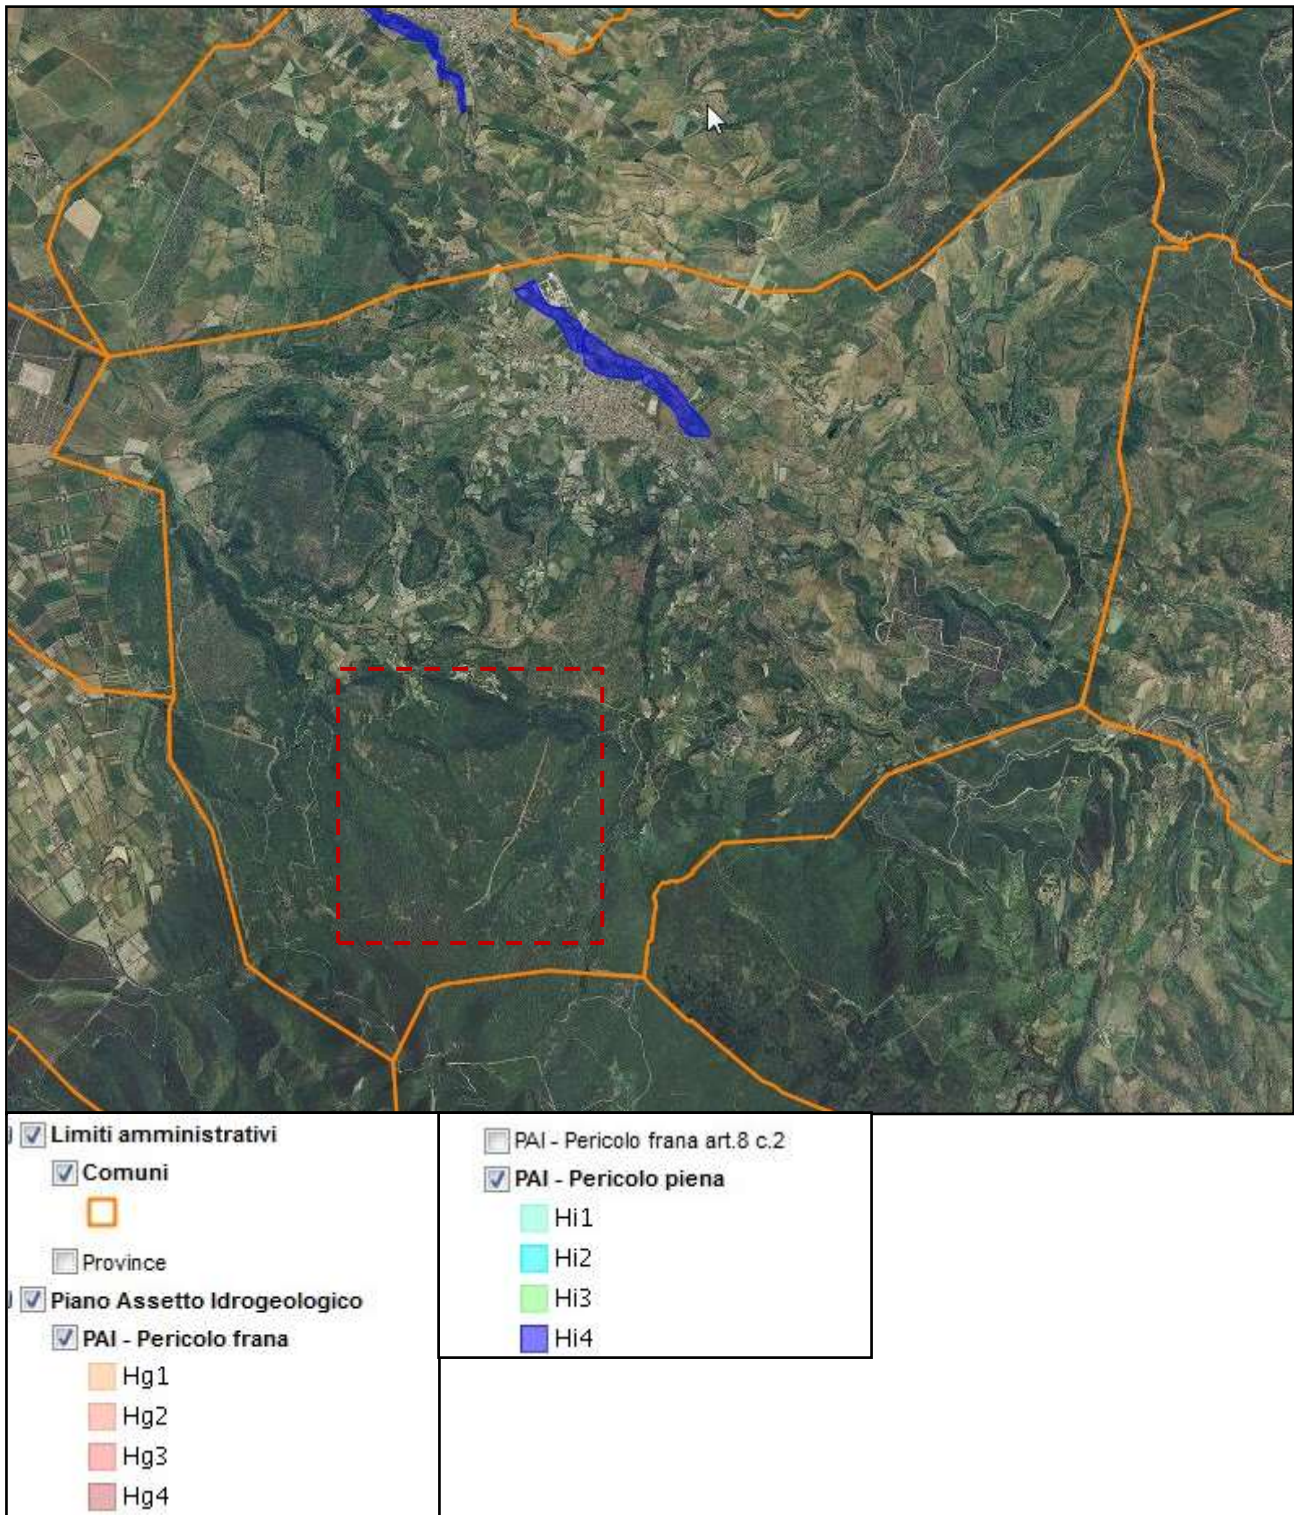 Limiti amministrativi
Comuni
Province
Piano Assetto Idrogeologico
PAI - Pericolo frana
Hg1
Hg2
Hg3
Hg4
PAI - Pericolo frana art.8 c.2
PAI - Pericolo piena
Hi1
Hi2
Hi3
Hi4